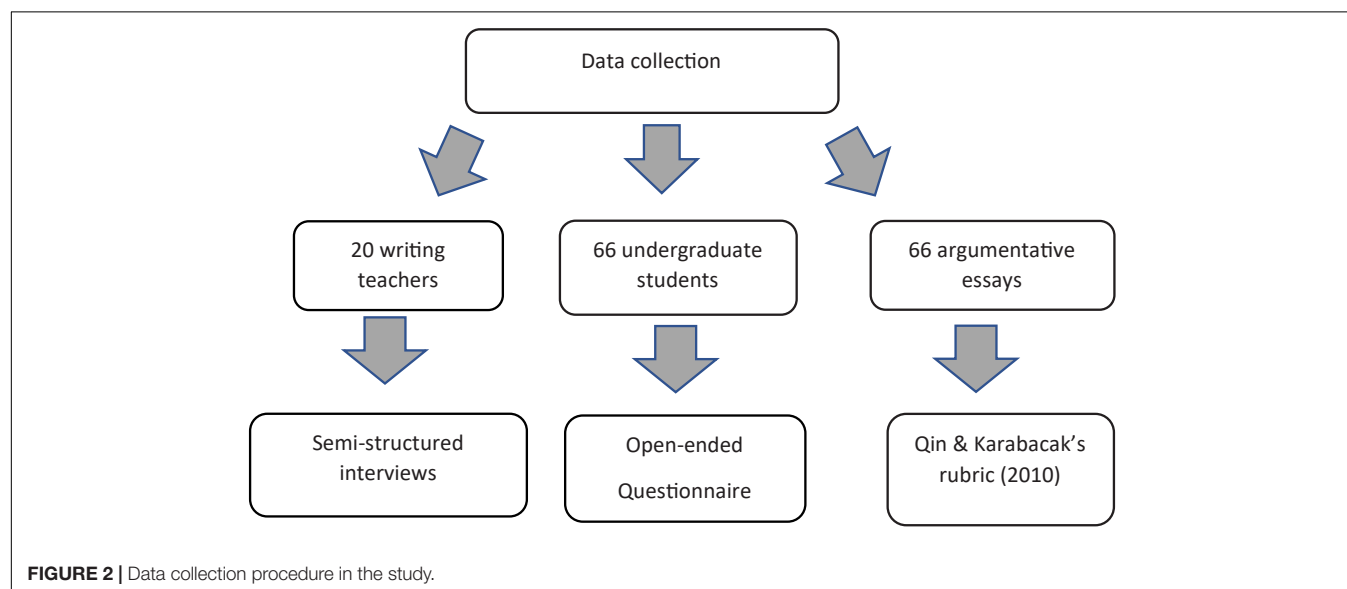 Data collection
20 writing
teachers
66 undergraduate
students
66 argumentative
essays
Semi-structured
interviews
Open-ended
Questionnaire
Qin & Karabacak’s
rubric (2010)
FIGURE 2 | Data collection procedure in the study.